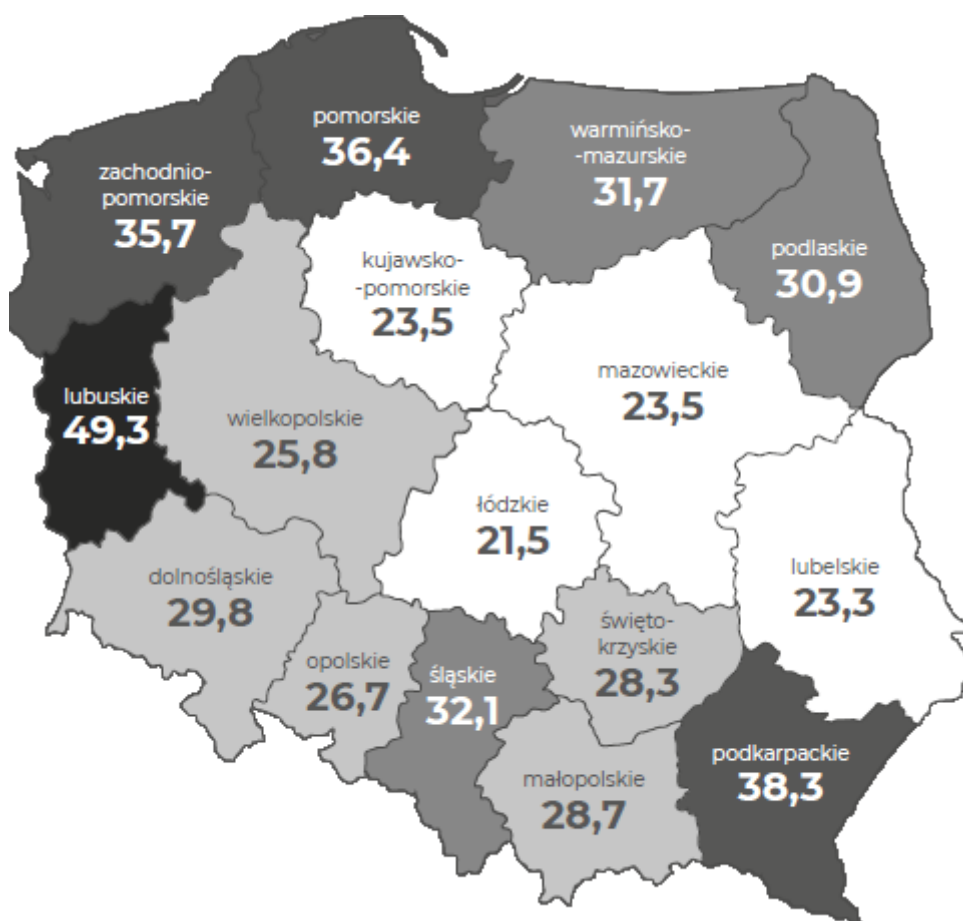 pomorskie
36,4
warmińsko-
-mazurskie
31,7
zachodnio-
pomorskie
35,7
podlaskie
30,9
kujawsko-
-pomorskie
23,5
mazowieckie
23,5
lubuskie
49,3
wielkopolskie
25,8
łódzkie
21,5
lubelskie
23,3
dolnośląskie
29,8
święto-
krzyskie
28,3
opolskie
26,7
śląskie
32,1
podkarpackie
38,3
małopolskie
28,7